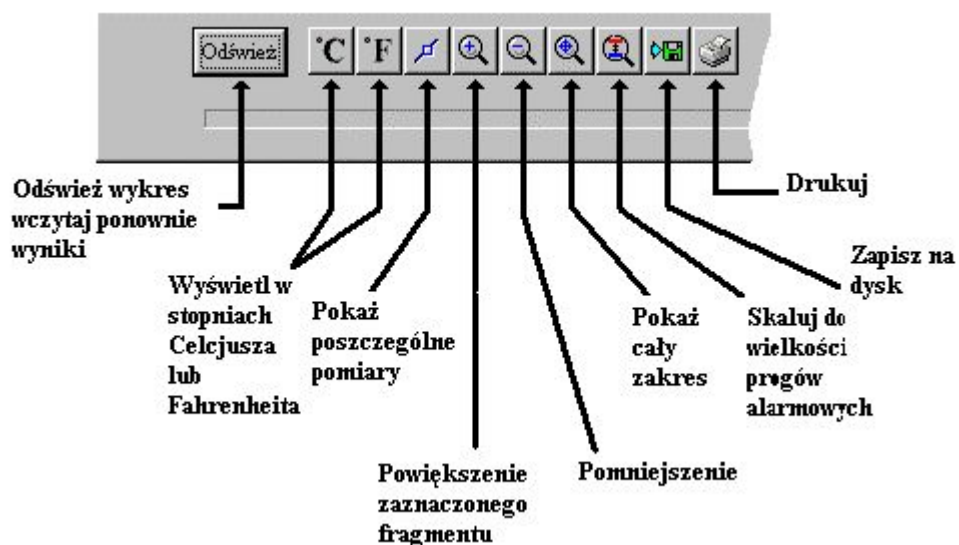 Odśwież
°C
°F
Odśwież wykres
wczytaj ponownie
wyniki
Wyświetl w
stopniach
Celcjusza
lub
Fahrenheita
Pokaż
poszczególne
pomiary
Powiększenie
zaznaczonego
fragmentu
Pomniejszenie
Pokaż
cały
zakres
Skaluj do
wielkości
progów
alarmowych
Zapisz na
dysk
Drukuj